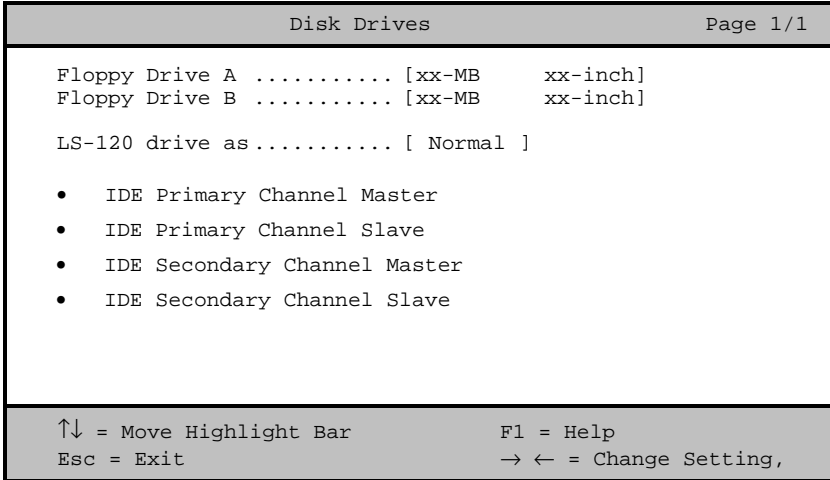 Disk Drives Page 1/1
Floppy Drive A ........... [xx-MB xx-inch]
Floppy Drive B ........... [xx-MB xx-inch]
LS-120 drive as ........... [ Normal ]
• IDE Primary Channel Master
• IDE Primary Channel Slave
• IDE Secondary Channel Master
• IDE Secondary Channel Slave
↑↓ = Move Highlight Bar F1 = Help
Esc = Exit → ← = Change Setting,